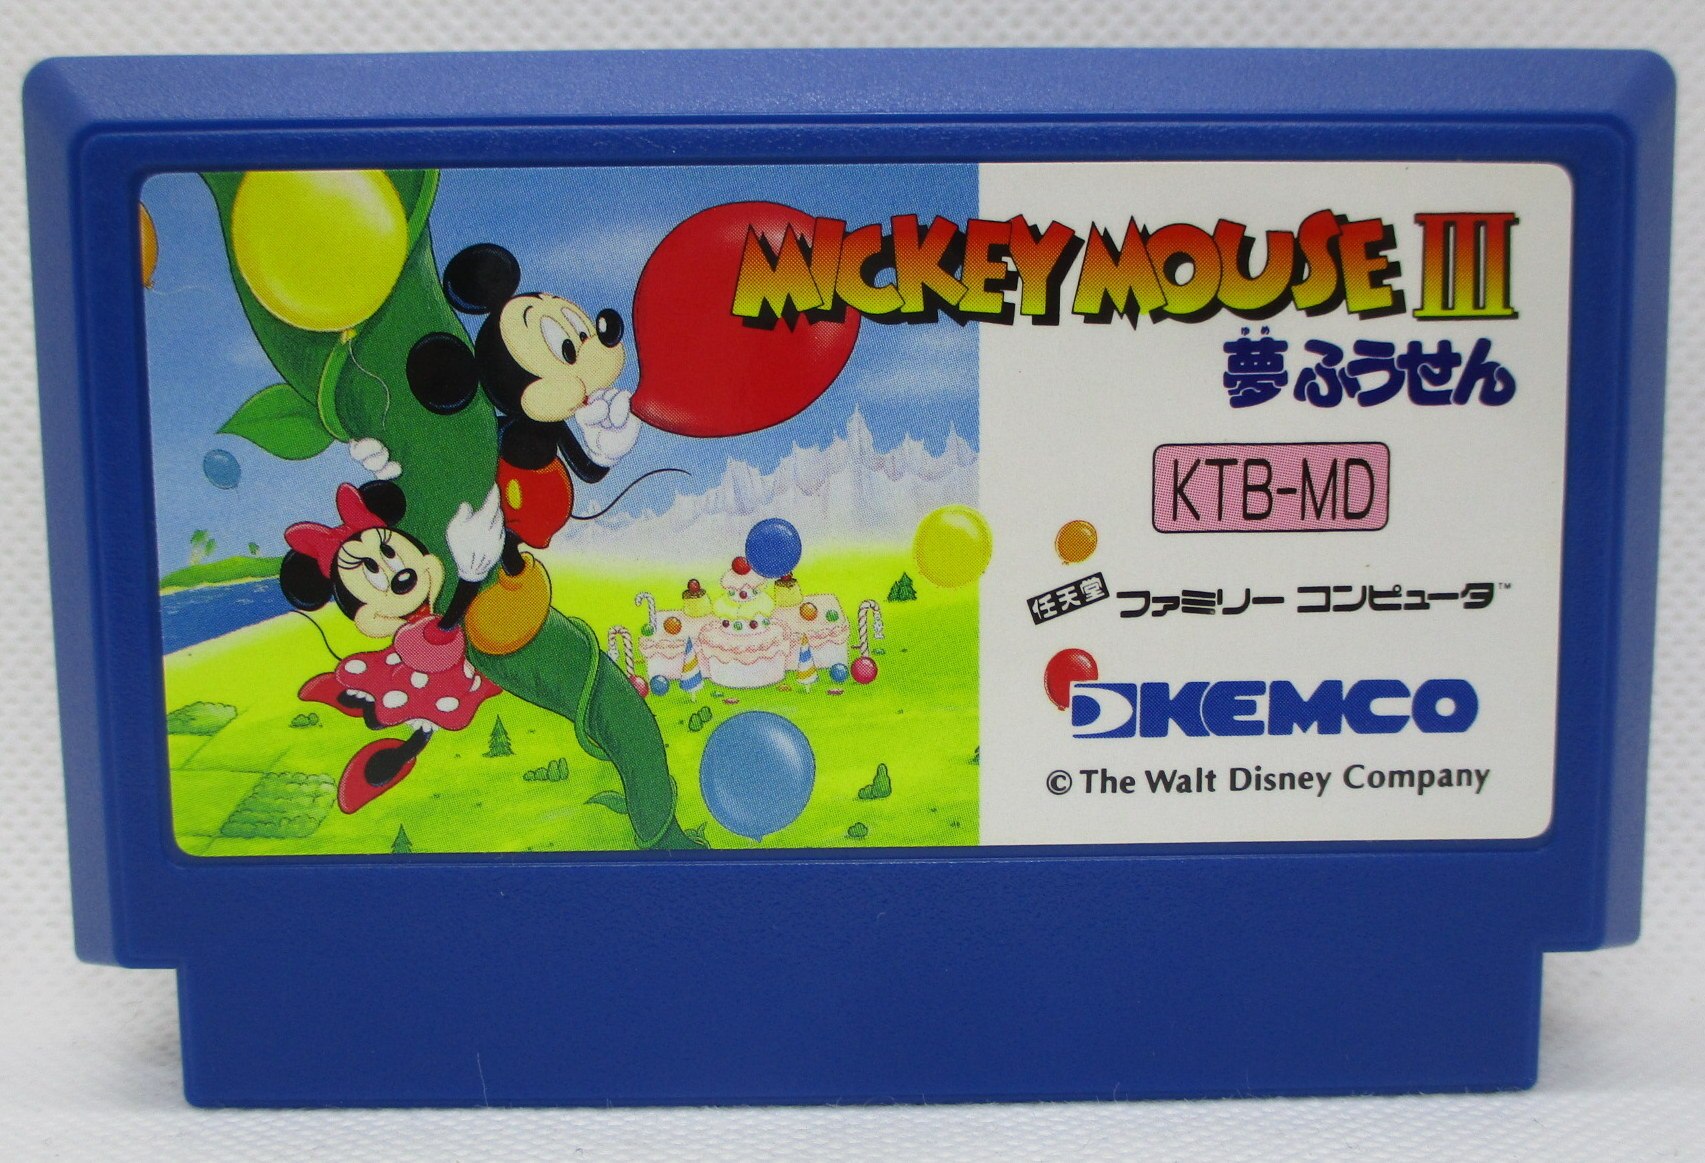 MICKEY MOUSE III
ゆめ
夢ふうせん
KTB-MD
任天堂 ファミリー コンピュータ™
KEMCO
© The Walt Disney Company